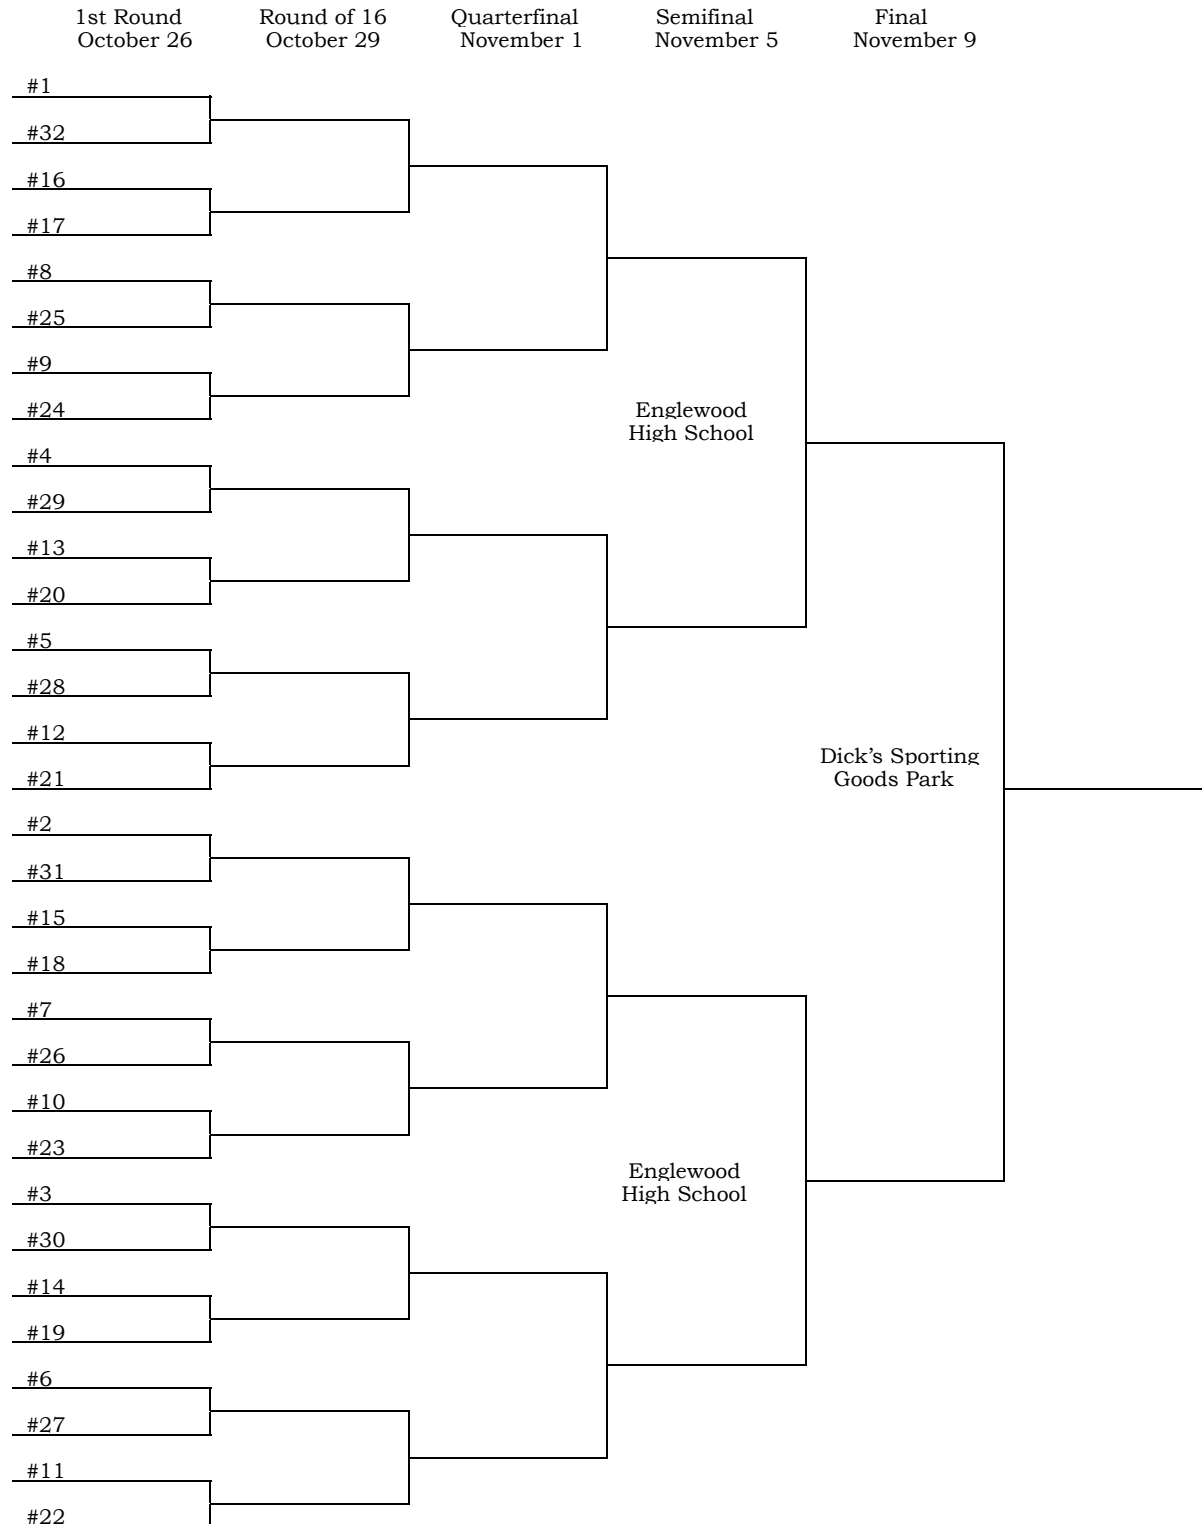 1st Round
October 26
Round of 16
October 29
Quarterfinal
November 1
Semifinal
November 5
Final
November 9
#1
#32
#16
#17
#8
#25
#9
#24
Englewood
High School
#4
#29
#13
#20
#5
#28
#12
#21
Dick's Sporting
Goods Park
#2
#31
#15
#18
#7
#26
#10
#23
Englewood
High School
#3
#30
#14
#19
#6
#27
#11
#22